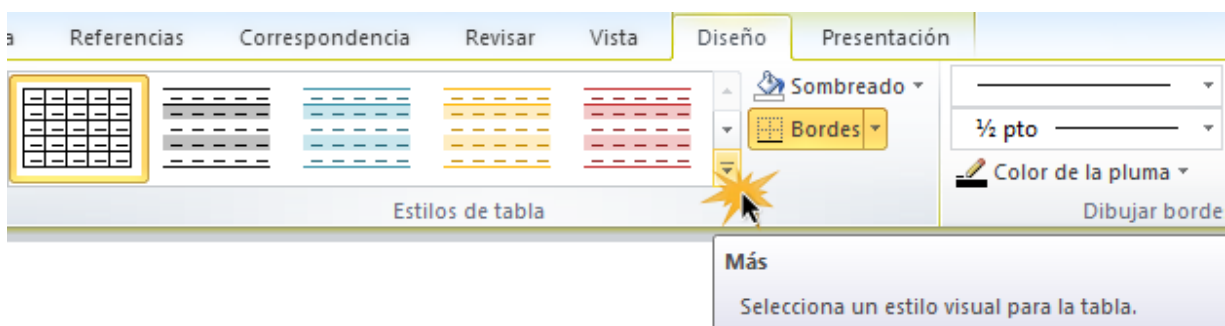 a Referencias Correspondencia Revisar Vista Diseño Presentación
Sombreado
Bordes
½ pto
Color de la pluma
Estilos de tabla
Dibujar borde
Más
Selecciona un estilo visual para la tabla.